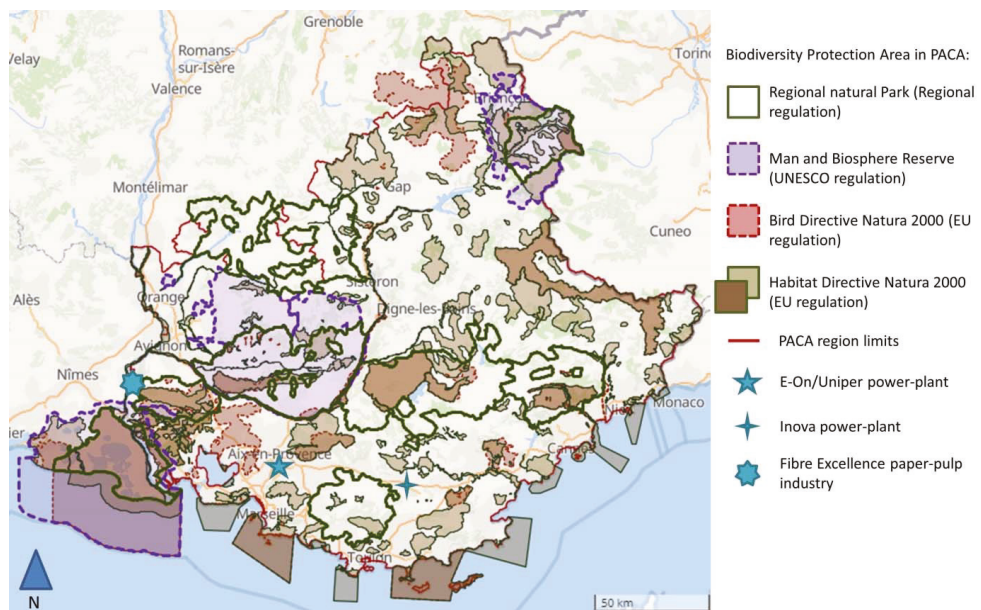 Grenoble
Velay
Romans-
sur-Isère
Valence
Torino
Briançon
Montélimar
Gap
Cuneo
Alès
Orange
Sisteron
Digne-les-Bains
Avignon
Nîmes
Monaco
Nice
Cannes
Aix-en-Provence
Marseille
Toulon
N
50 km
Biodiversity Protection Area in PACA:
Regional natural Park (Regional
regulation)
Man and Biosphere Reserve
(UNESCO regulation)
Bird Directive Natura 2000 (EU
regulation)
Habitat Directive Natura 2000
(EU regulation)
PACA region limits
E-On/Uniper power-plant
Inova power-plant
Fibre Excellence paper-pulp
industry